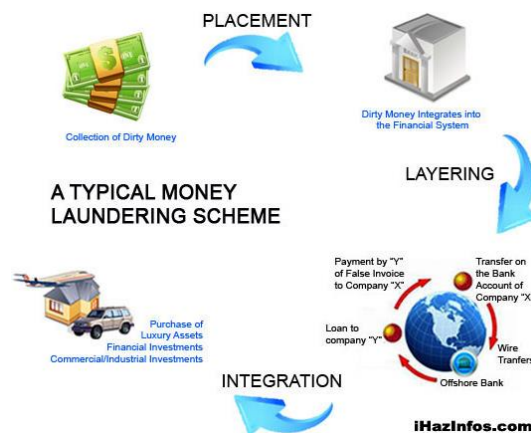 PLACEMENT
Collection of Dirty Money
Dirty Money Integrates into
the Financial System
LAYERING
A TYPICAL MONEY
LAUNDERING SCHEME
Payment by "Y"
of False Invoice
to Company "X"
Transfer on
the Bank
Account of
Company "X"
Loan to
company "Y"
Wire
Tranfers
Offshore Bank
Purchase of
Luxury Assets
Financial Investments
Commercial/Industrial Investments
INTEGRATION
iHazInfos.com